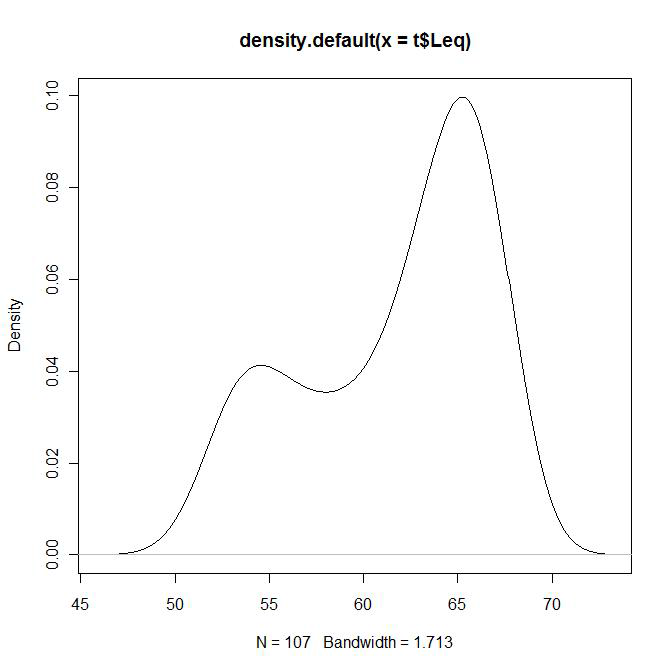 density.default(x = t$Leq)
Density
0.10
0.08
0.06
0.04
0.02
0.00
45 50 55 60 65 70
N = 107 Bandwidth = 1.713